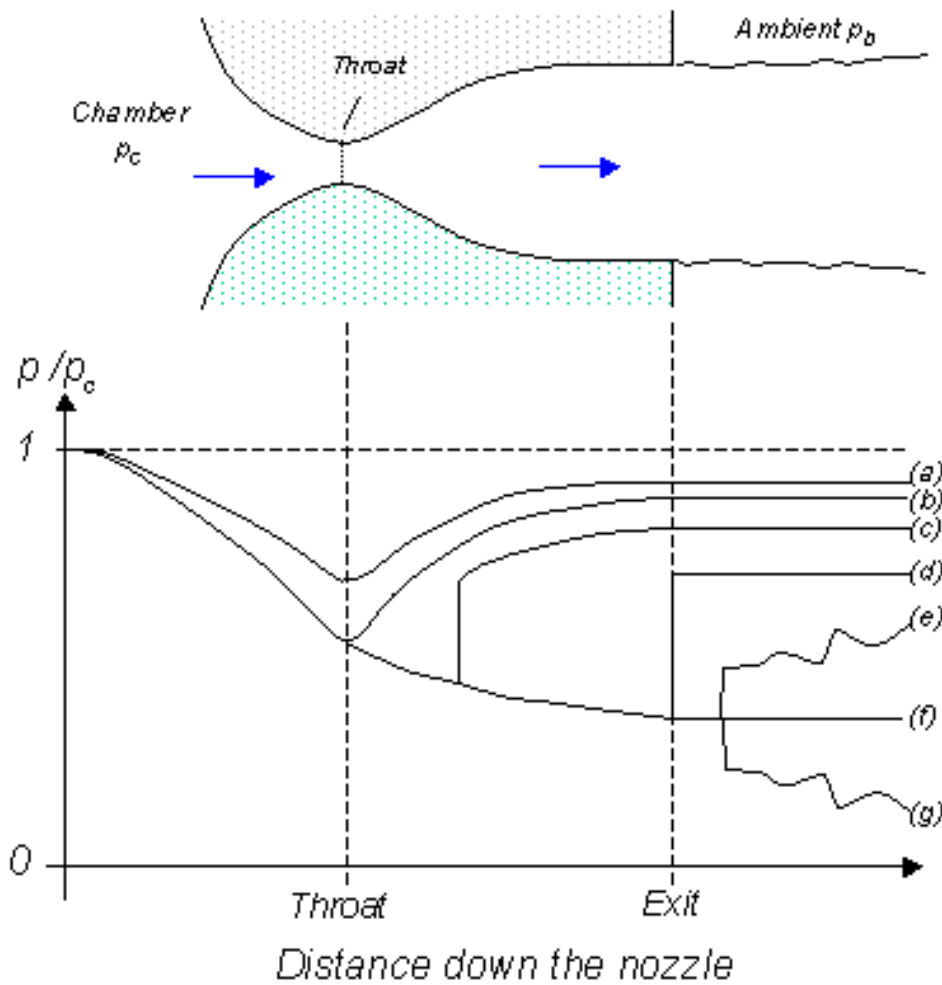 Ambient p_b
Throat
Chamber
p_c
p /p_c
1
(a)
(b)
(c)
(d)
(e)
(f)
(g)
0
Throat
Exit
Distance down the nozzle